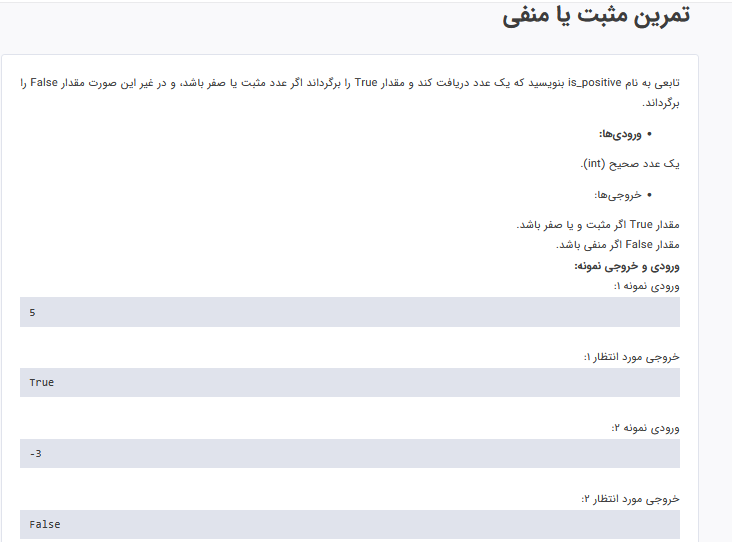 تمرین مثبت یا منفی
تابعی به نام is_positive بنویسید که یک عدد دریافت کند و مقدار True را برگرداند اگر عدد مثبت یا صفر باشد، و در غیر این صورت مقدار False را
برگرداند.
• ورودی‌ها:
یک عدد صحیح (int).
• خروجی‌ها:
مقدار True اگر مثبت و یا صفر باشد.
مقدار False اگر منفی باشد.
ورودی و خروجی نمونه:
ورودی نمونه ۱:
5
خروجی مورد انتظار ۱:
True
ورودی نمونه ۲:
-3
خروجی مورد انتظار ۲:
False